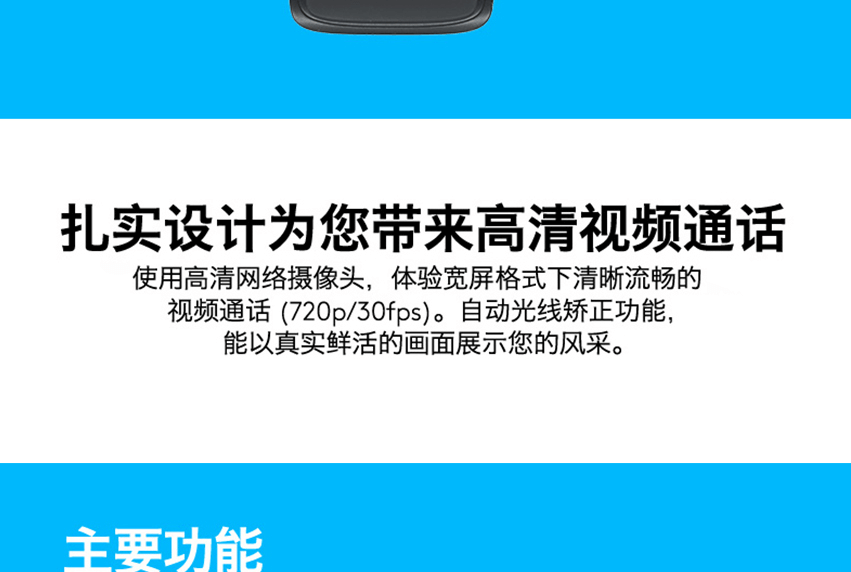 扎实设计为您带来高清视频通话
使用高清网络摄像头，体验宽屏格式下清晰流畅的
视频通话 (720p/30fps)。自动光线矫正功能，
能以真实鲜活的画面展示您的风采。
主要功能